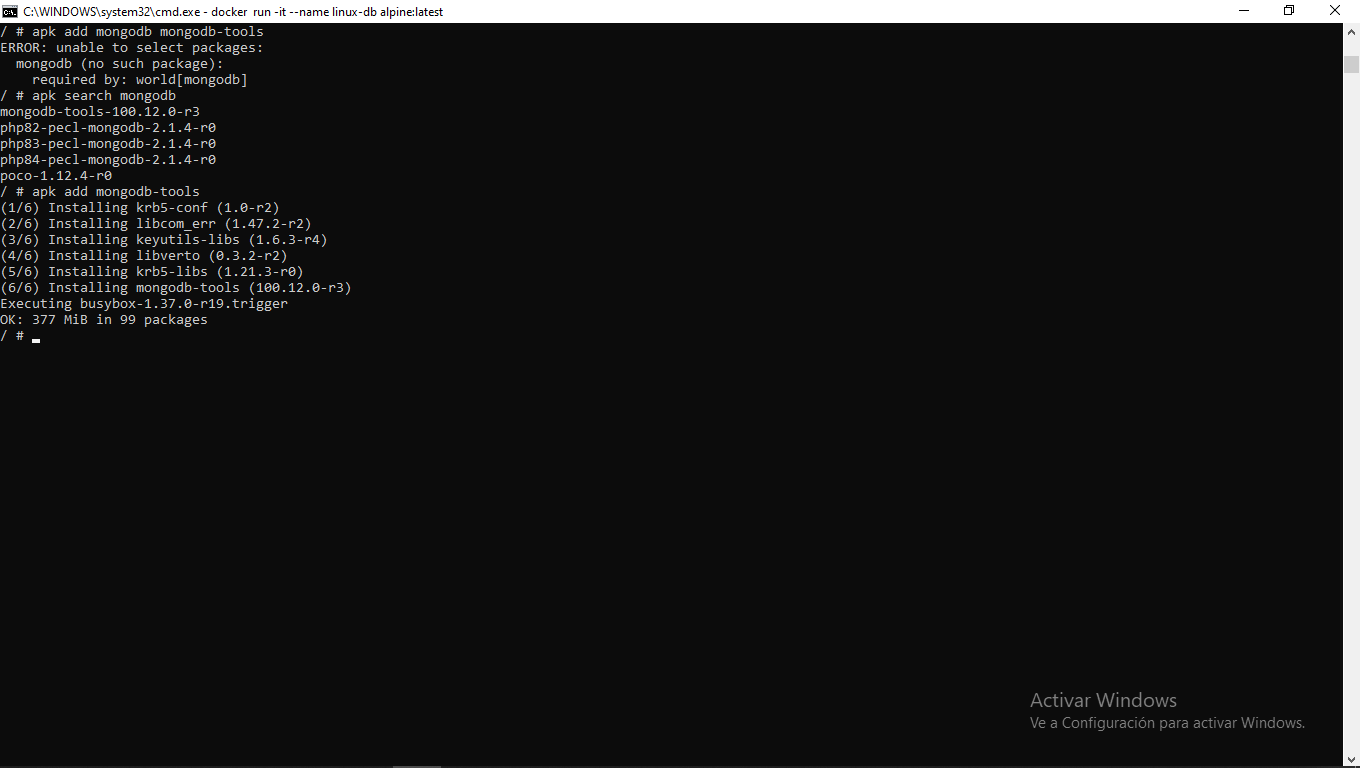 C:\WINDOWS\system32\cmd.exe - docker run -it --name linux-db alpine:latest
/ # apk add mongodb mongodb-tools
ERROR: unable to select packages:
  mongodb (no such package):
    required by: world[mongodb]
/ # apk search mongodb
mongodb-tools-100.12.0-r3
php82-pecl-mongodb-2.1.4-r0
php83-pecl-mongodb-2.1.4-r0
php84-pecl-mongodb-2.1.4-r0
poco-1.12.4-r0
/ # apk add mongodb-tools
(1/6) Installing krb5-conf (1.0-r2)
(2/6) Installing libcom_err (1.47.2-r2)
(3/6) Installing keyutils-libs (1.6.3-r4)
(4/6) Installing libverto (0.3.2-r2)
(5/6) Installing krb5-libs (1.21.3-r0)
(6/6) Installing mongodb-tools (100.12.0-r3)
Executing busybox-1.37.0-r19.trigger
OK: 377 MiB in 99 packages
/ #
Activar Windows
Ve a Configuración para activar Windows.